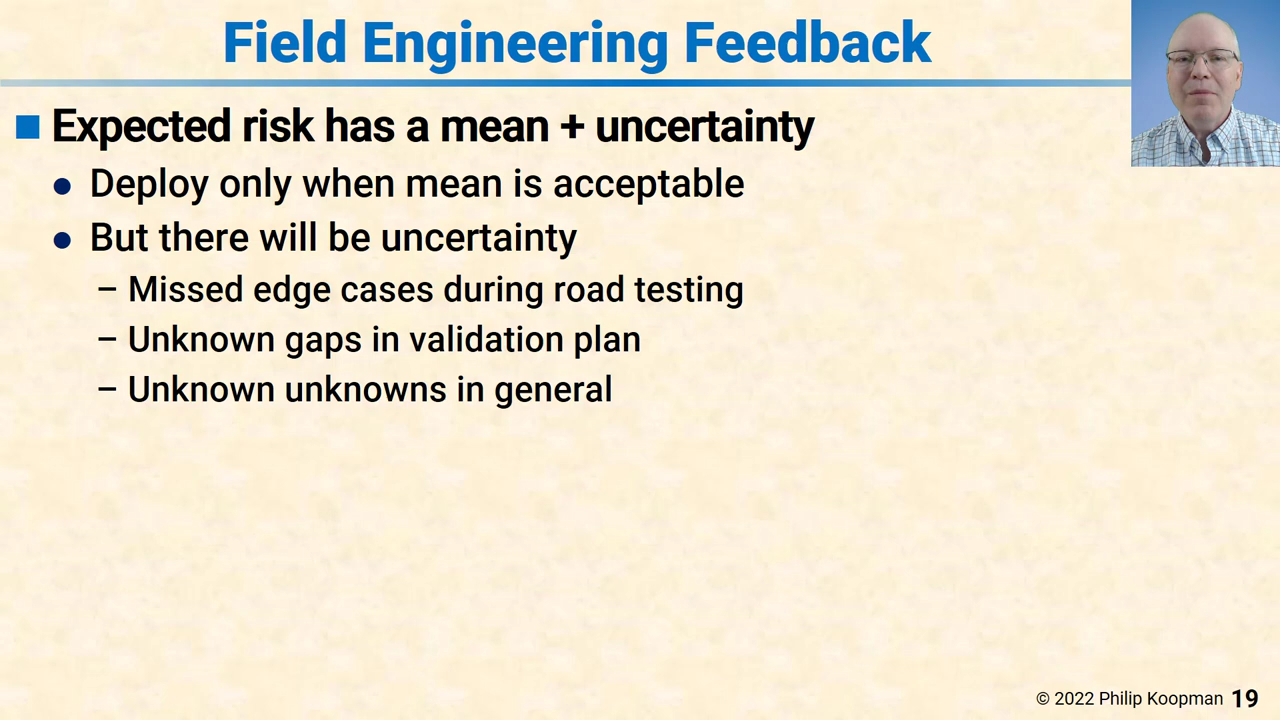 Field Engineering Feedback
Expected risk has a mean + uncertainty
Deploy only when mean is acceptable
But there will be uncertainty
– Missed edge cases during road testing
– Unknown gaps in validation plan
– Unknown unknowns in general
© 2022 Philip Koopman 19